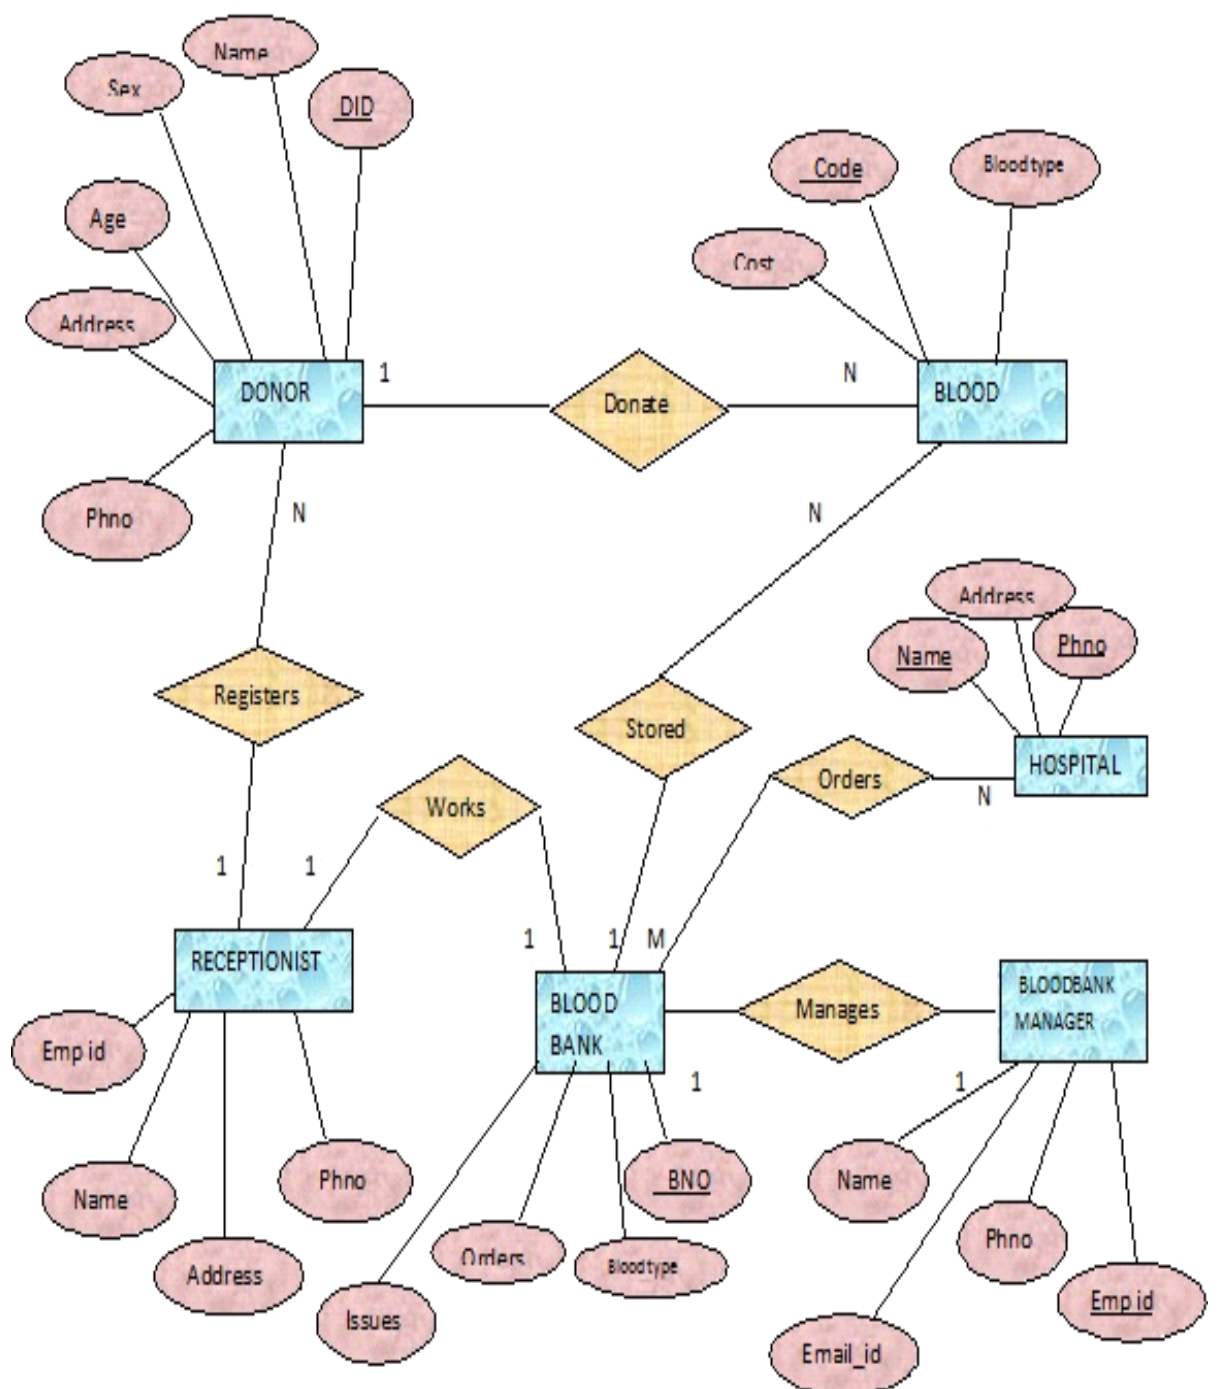 Name
Sex
DID
Code
Bloodtype
Age
Cost
Address
DONOR
1
Donate
N
BLOOD
Phno
N
N
Address
Name
Phno
Registers
Stored
Orders
HOSPITAL
N
Works
1
1
1
1
M
RECEPTIONIST
BLOOD
BANK
Manages
BLOODBANK
MANAGER
Emp id
1
1
Name
Phno
BNO
Name
Address
Orders
Bloodtype
Phno
Emp id
Issues
Email_id